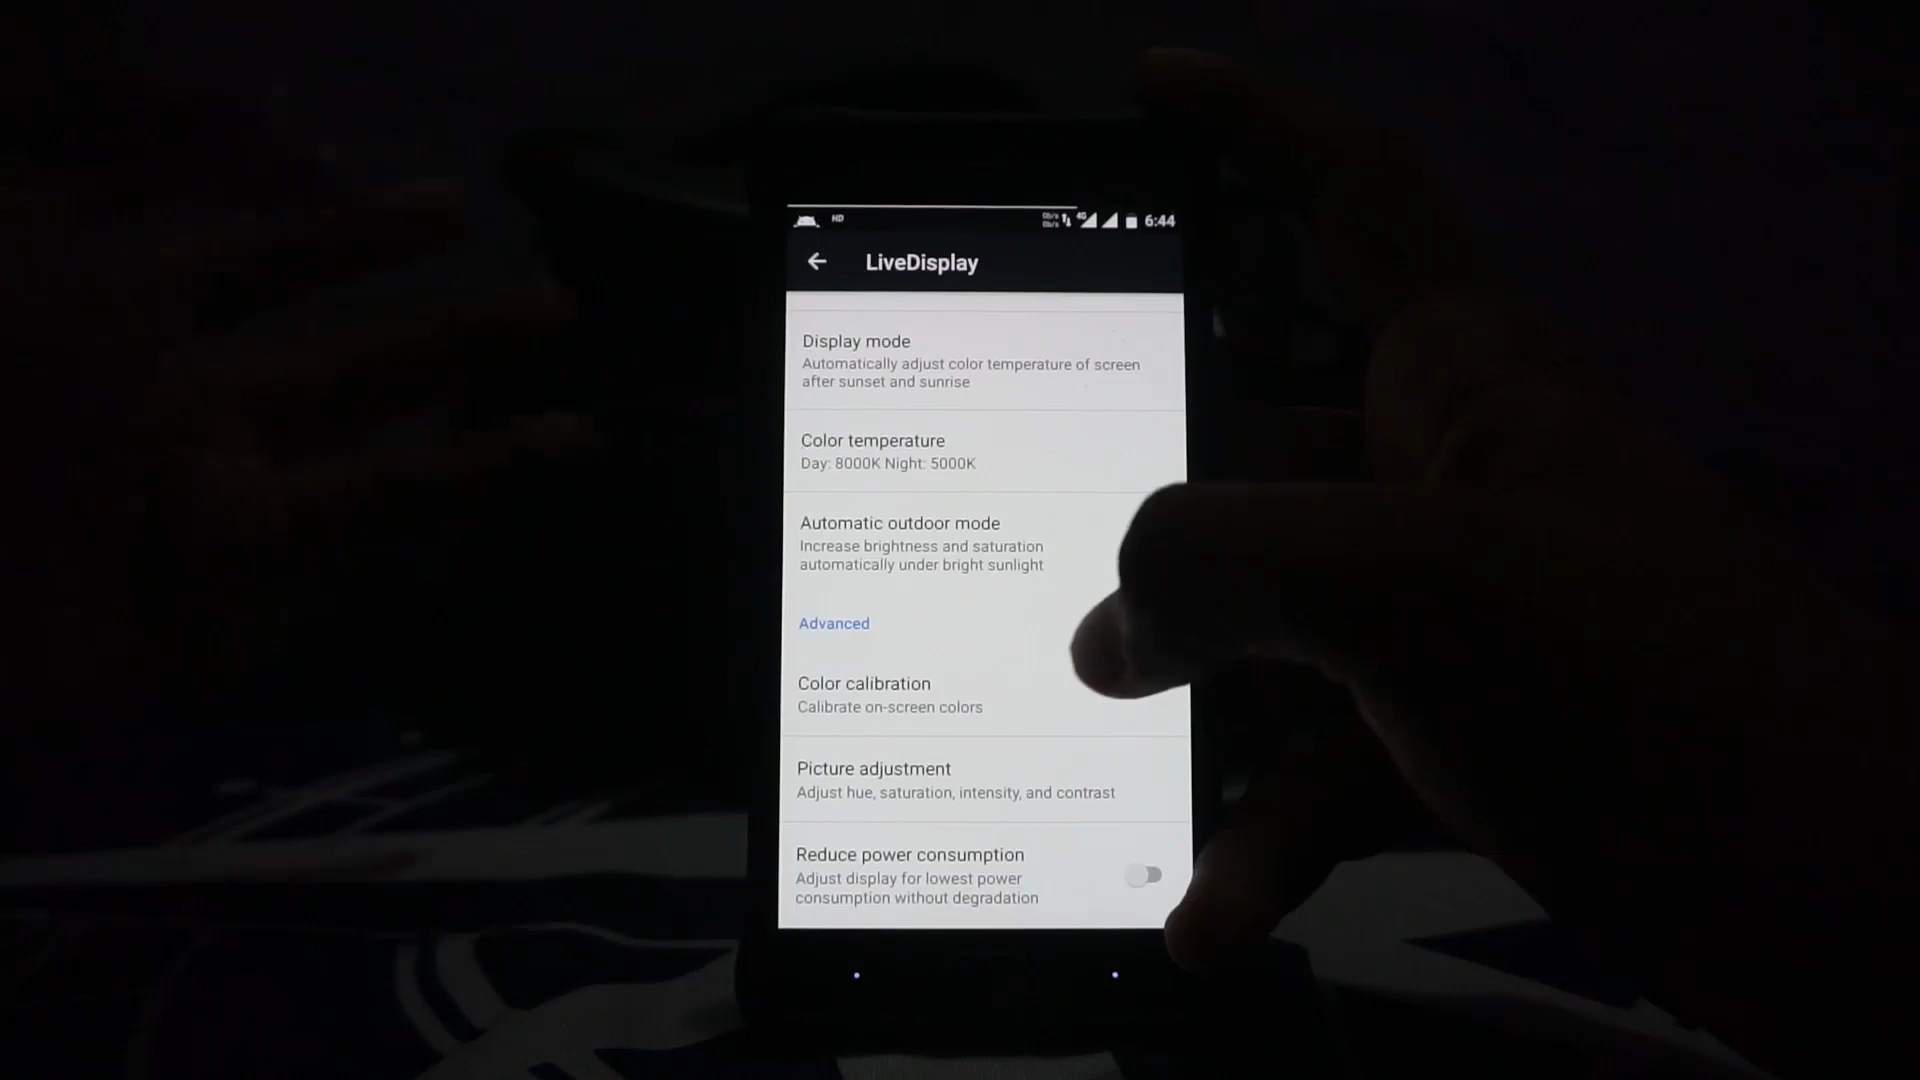 HD 4G 6:44
LiveDisplay
Display mode
Automatically adjust color temperature of screen
after sunset and sunrise
Color temperature
Day: 8000K Night: 5000K
Automatic outdoor mode
Increase brightness and saturation
automatically under bright sunlight
Advanced
Color calibration
Calibrate on-screen colors
Picture adjustment
Adjust hue, saturation, intensity, and contrast
Reduce power consumption
Adjust display for lowest power
consumption without degradation